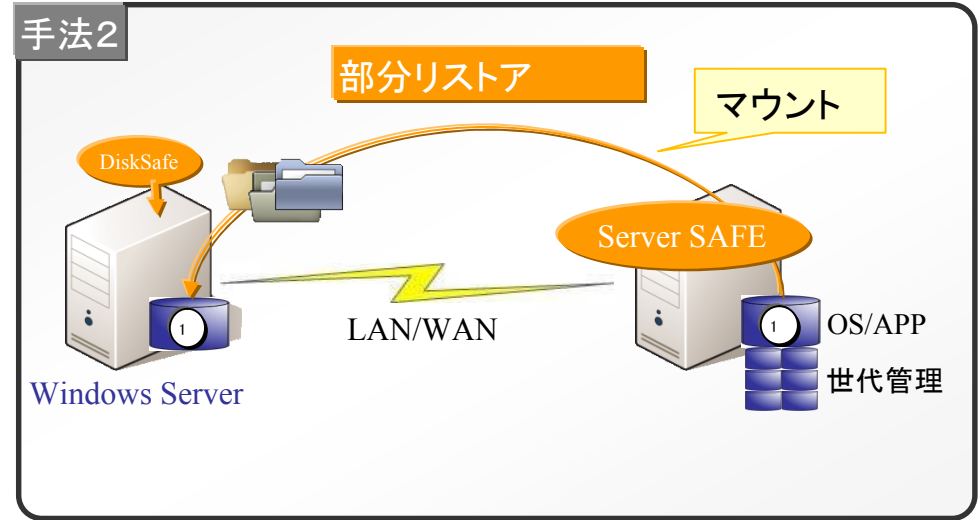 手法2
部分リストア
マウント
DiskSafe
Server SAFE
1
LAN/WAN
1
OS/APP
世代管理
Windows Server